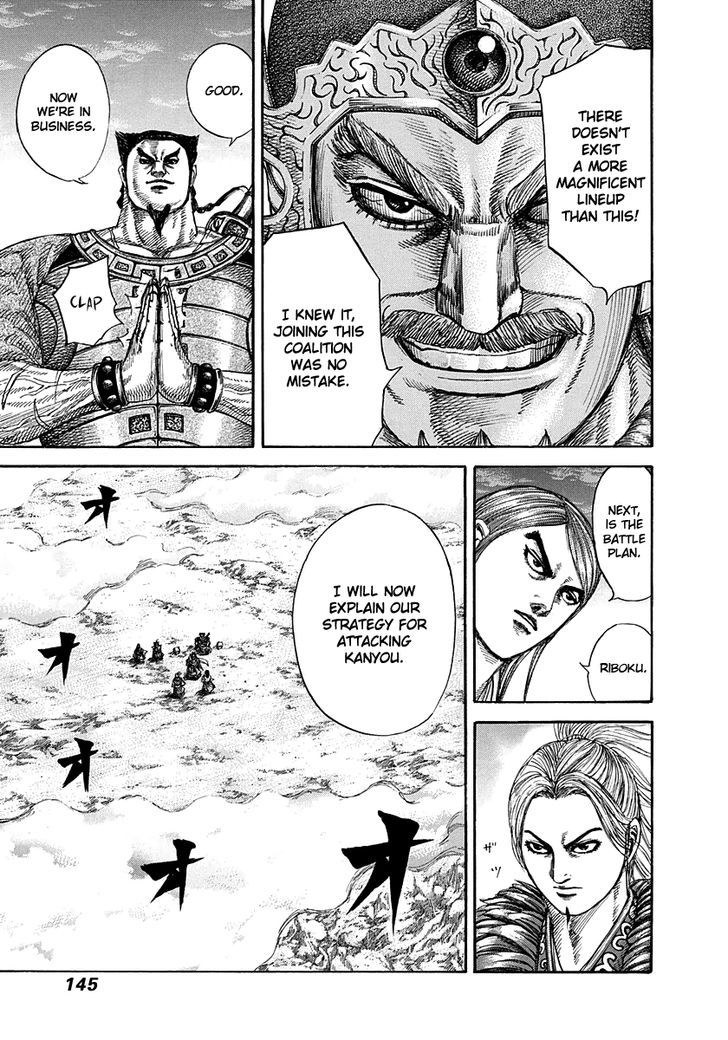 THERE
DOESN'T
EXIST
A MORE
MAGNIFICENT
LINEUP
THAN THIS!
I KNEW IT,
JOINING THIS
COALITION
WAS NO
MISTAKE.
GOOD.
NOW
WE'RE IN
BUSINESS.
CLAP
NEXT,
IS THE
BATTLE
PLAN.
RIBOKU.
ザッ
I WILL NOW
EXPLAIN OUR
STRATEGY FOR
ATTACKING
KANYOU.
オ
オ
オ
オ
オ
145